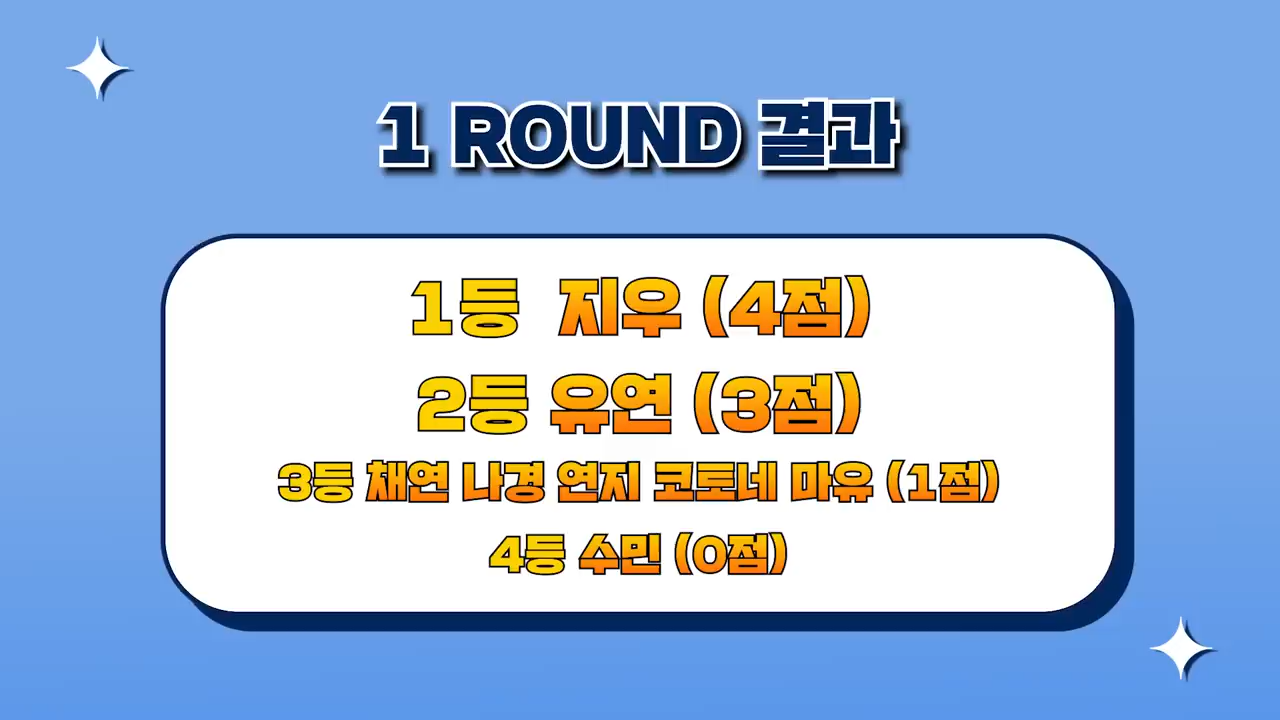 1 ROUND 결과
1등 지우 (4점)
2등 유연 (3점)
3등 채연 나경 연지 코토네 마유 (1점)
4등 수민 (0점)